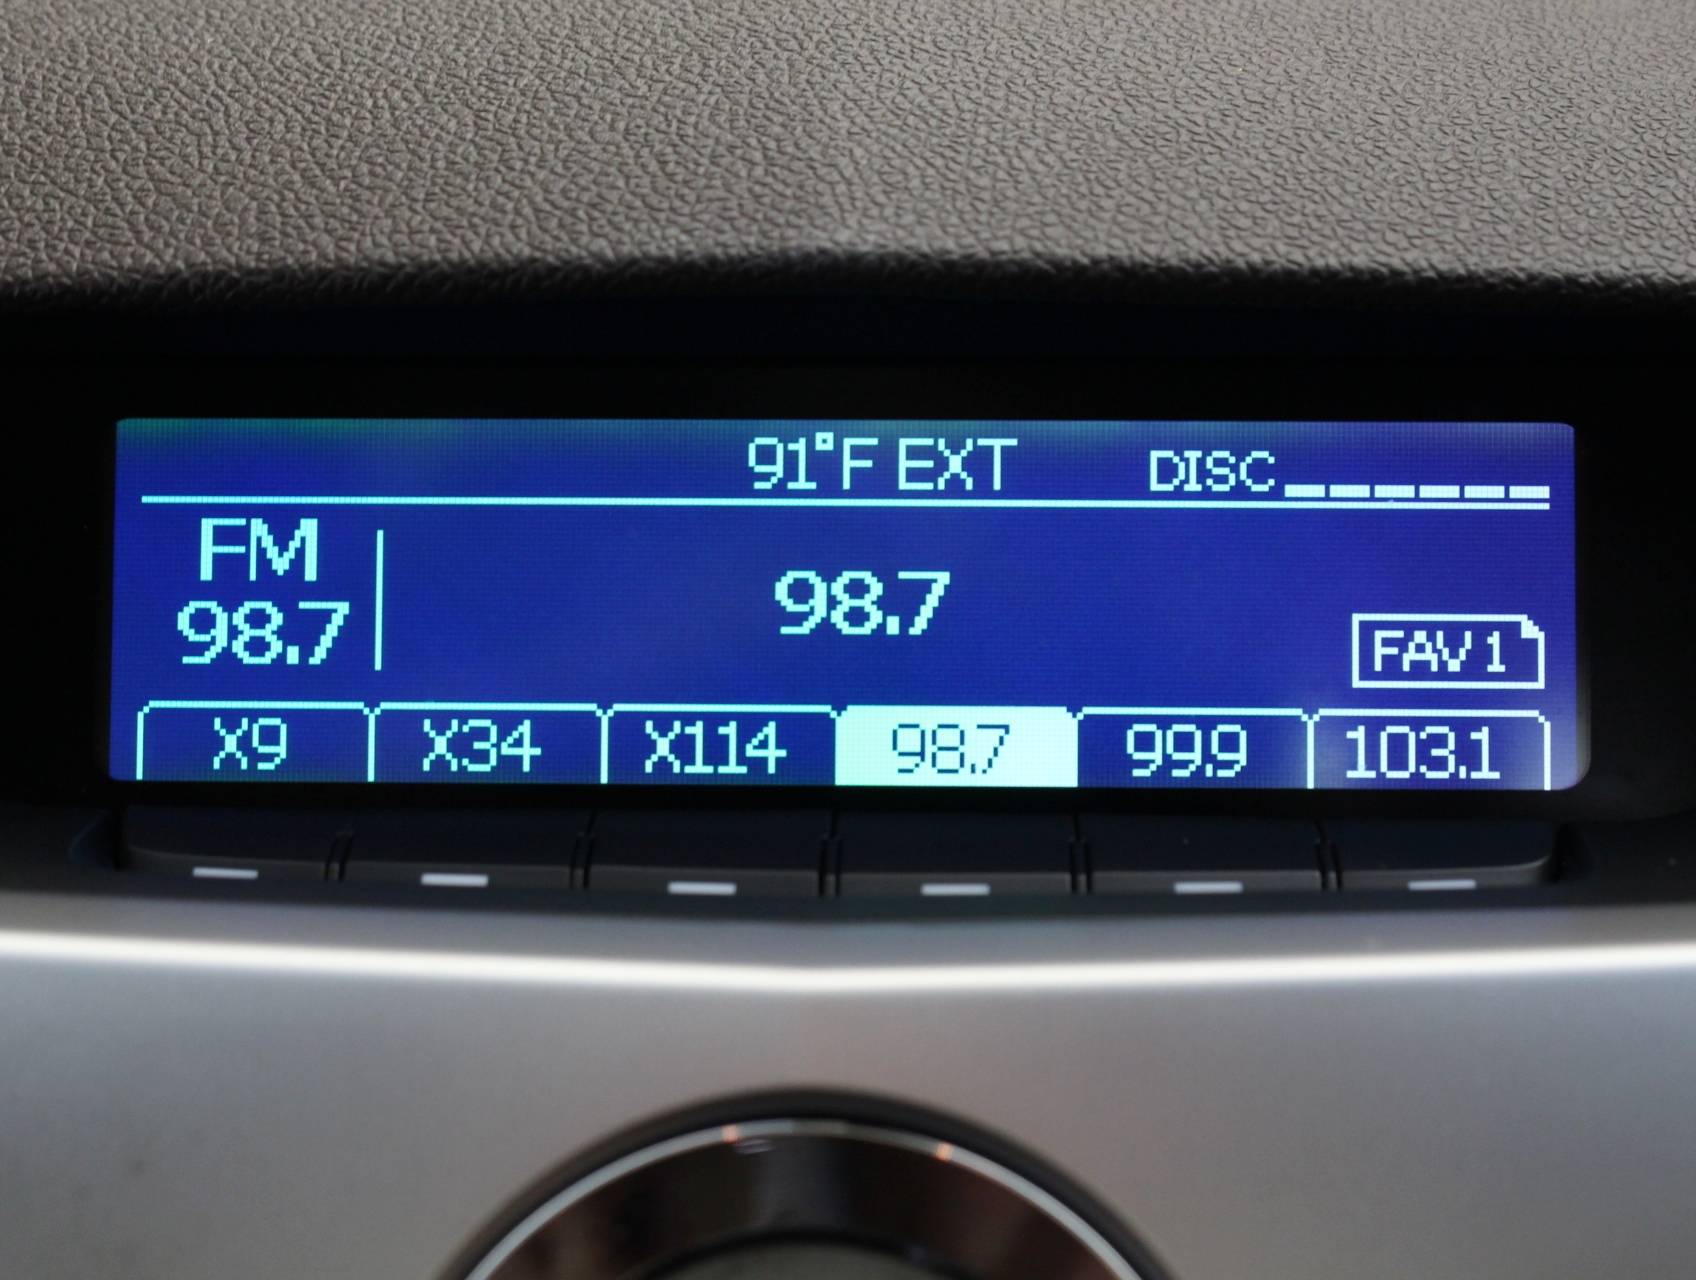 91°F EXT DISC
FM
98.7
98.7
FAV 1
X9 X34 X114 98.7 99.9 103.1